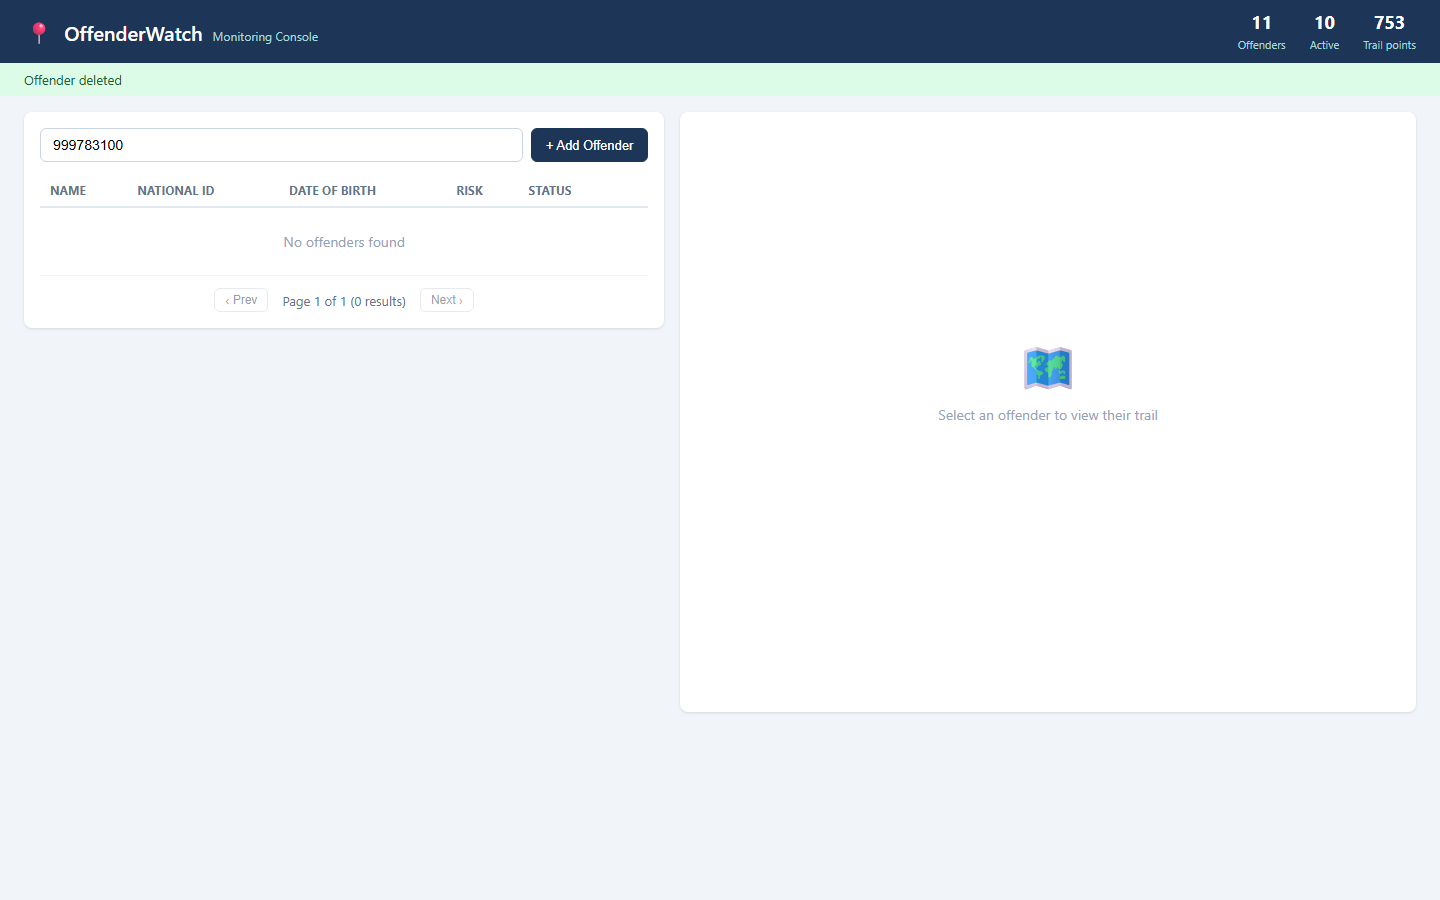 OffenderWatch Monitoring Console
11 10 753
Offenders Active Trail points
Offender deleted
999783100 + Add Offender
NAME NATIONAL ID DATE OF BIRTH RISK STATUS
No offenders found
‹ Prev Page 1 of 1 (0 results) Next ›
Select an offender to view their trail